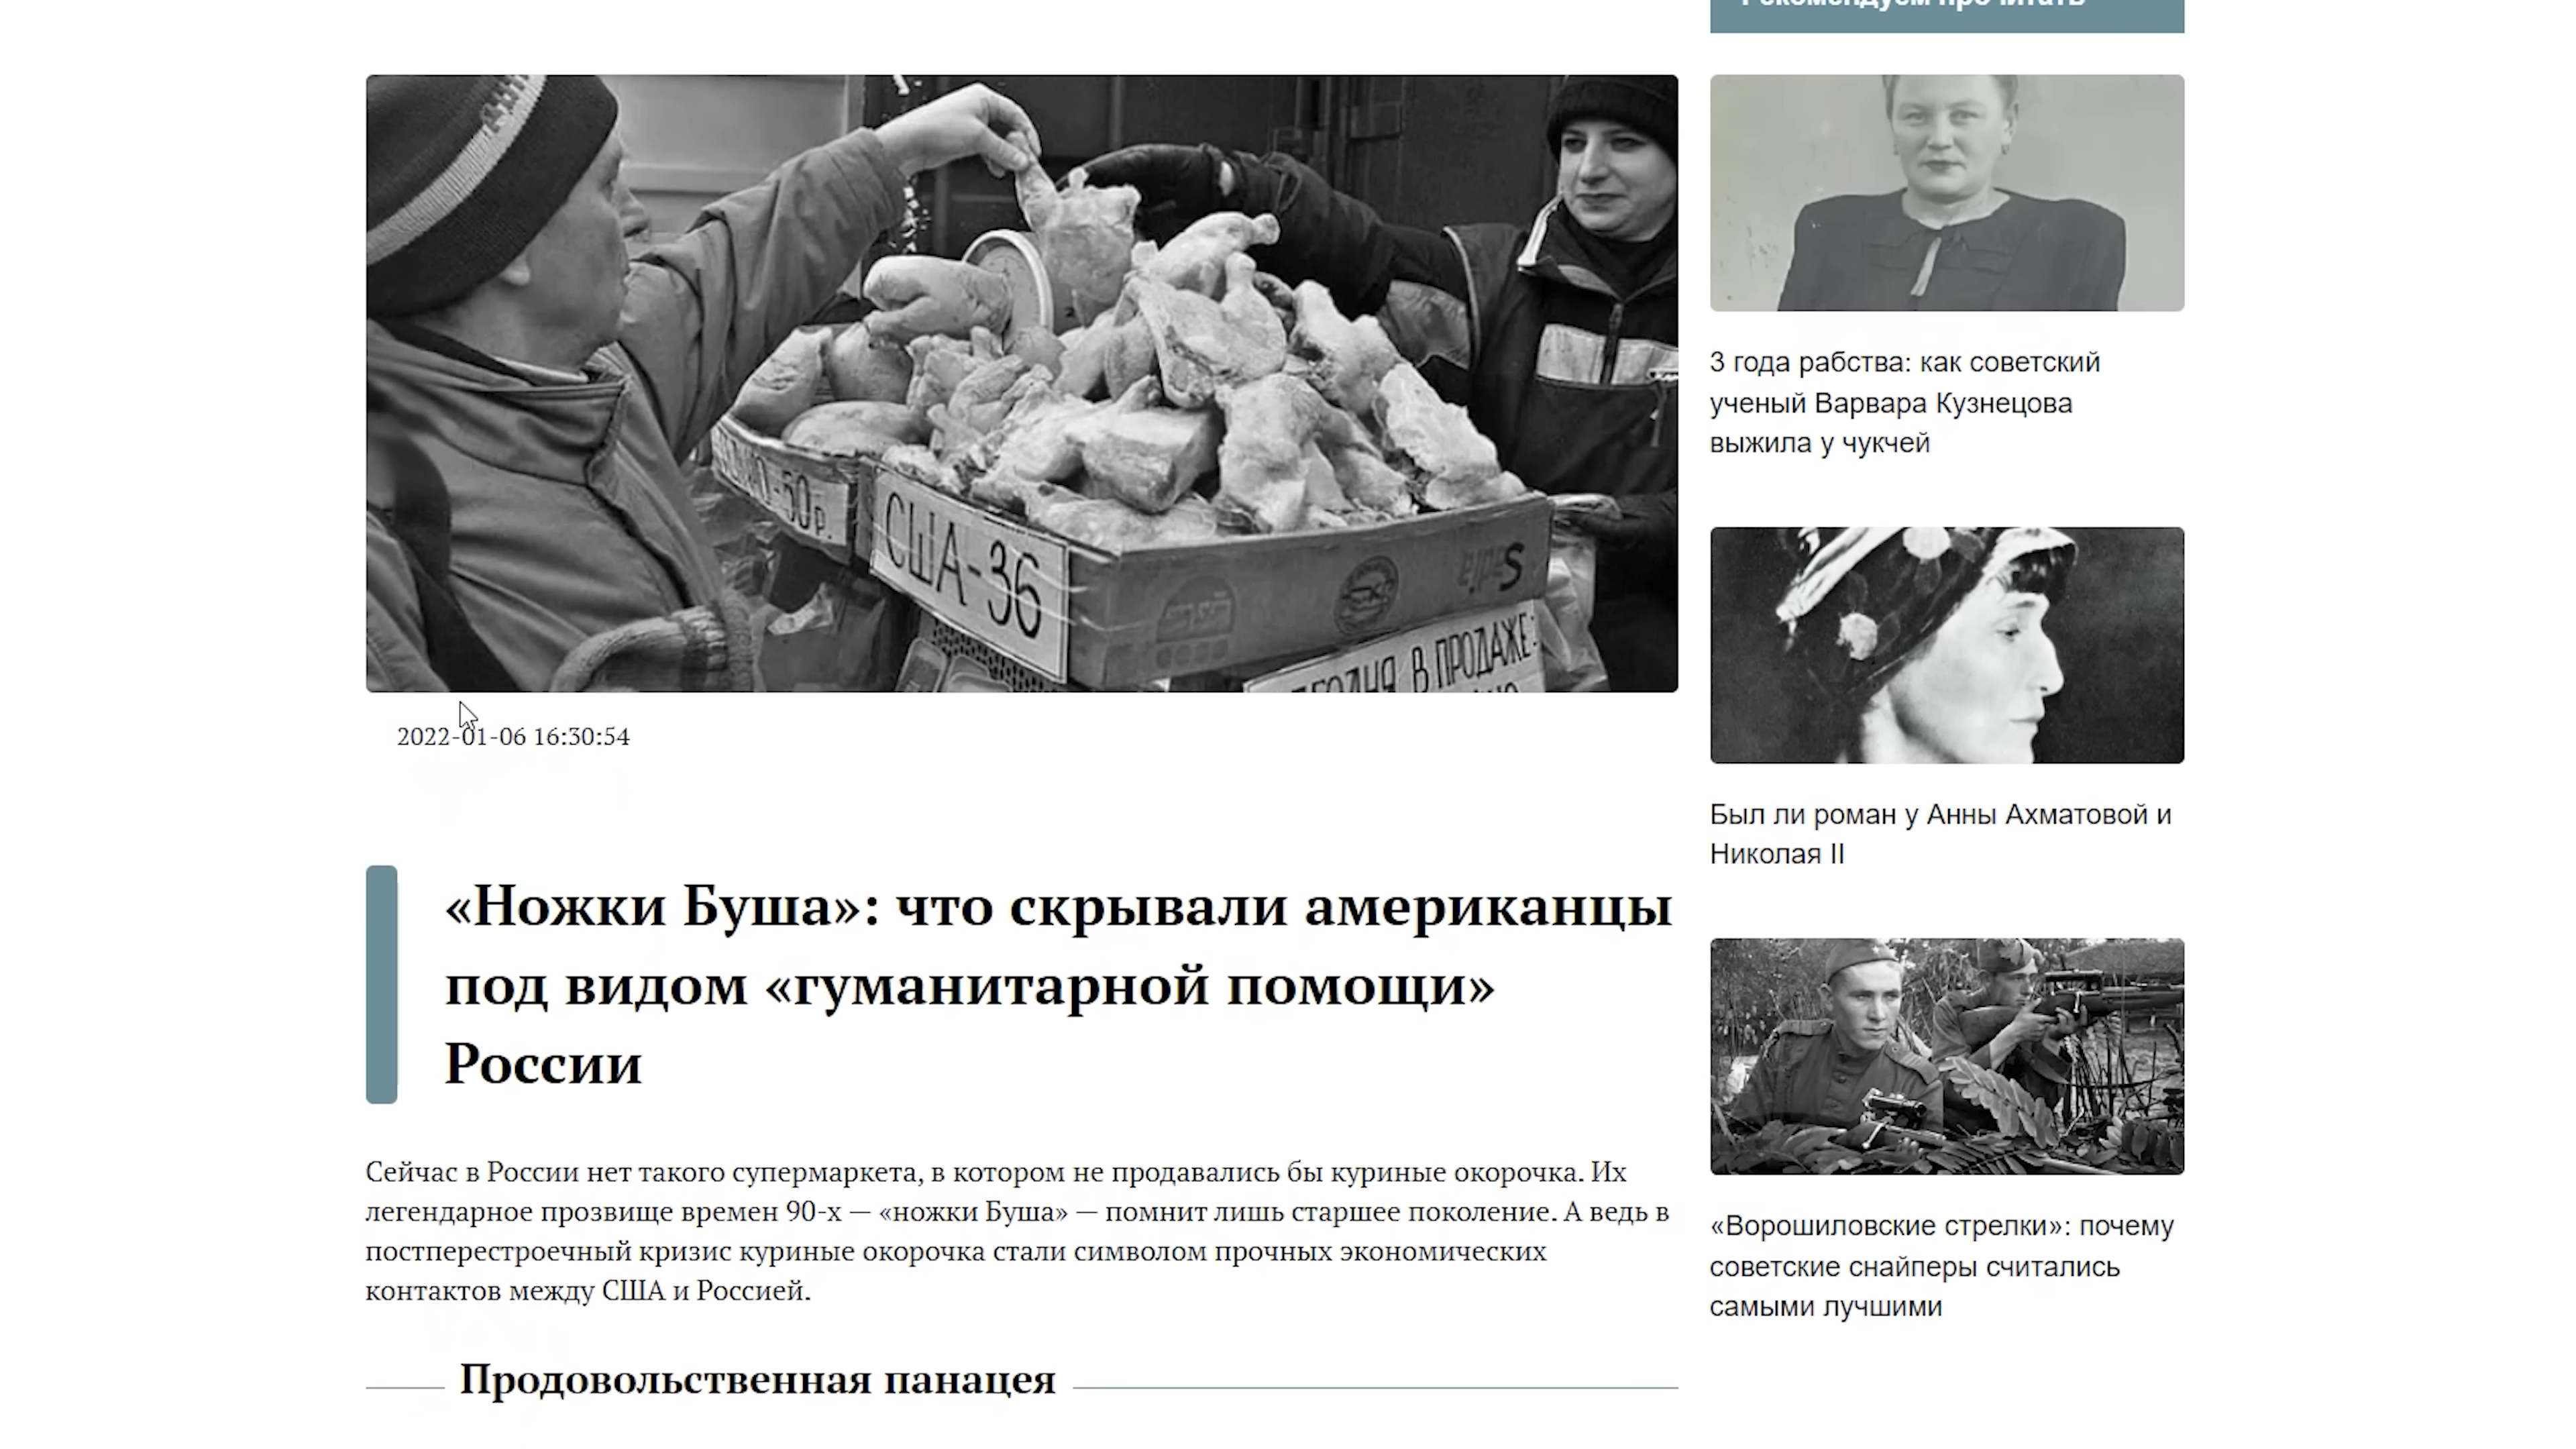 Рекомендуем прочитать
50р.
США-36
В ПРОДАЖЕ:
2022-01-06 16:30:54
«Ножки Буша»: что скрывали американцы
под видом «гуманитарной помощи»
России
Сейчас в России нет такого супермаркета, в котором не продавались бы куриные окорочка. Их
легендарное прозвище времен 90-х — «ножки Буша» — помнит лишь старшее поколение. А ведь в
постперестроечный кризис куриные окорочка стали символом прочных экономических
контактов между США и Россией.
Продовольственная панацея
3 года рабства: как советский
ученый Варвара Кузнецова
выжила у чукчей
Был ли роман у Анны Ахматовой и
Николая II
«Ворошиловские стрелки»: почему
советские снайперы считались
самыми лучшими